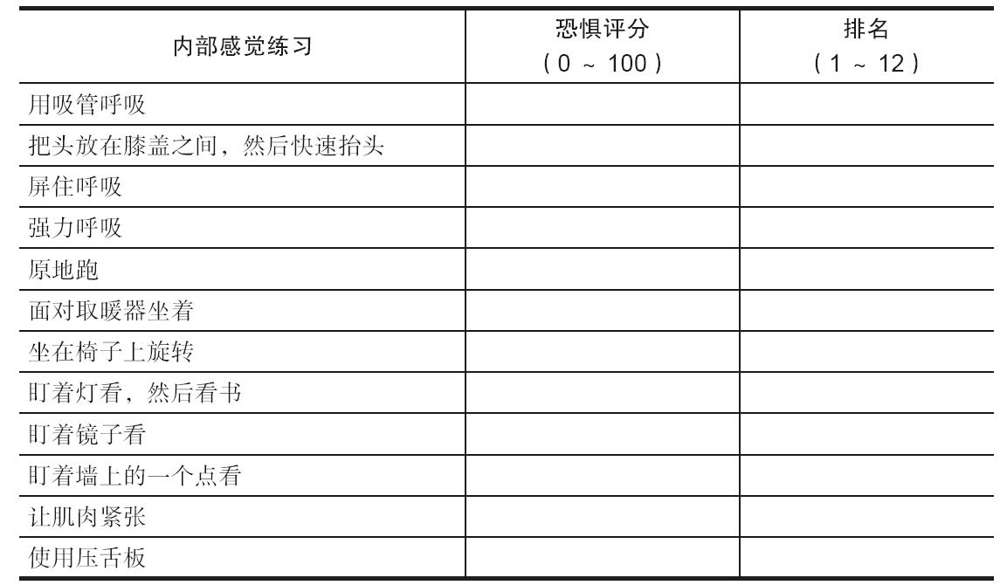 内部感觉练习
恐惧评分
（0 ~ 100）
排名
（1 ~ 12）
用吸管呼吸
把头放在膝盖之间，然后快速抬头
屏住呼吸
强力呼吸
原地跑
面对取暖器坐着
坐在椅子上旋转
盯着灯看，然后看书
盯着镜子看
盯着墙上的一个点看
让肌肉紧张
使用压舌板